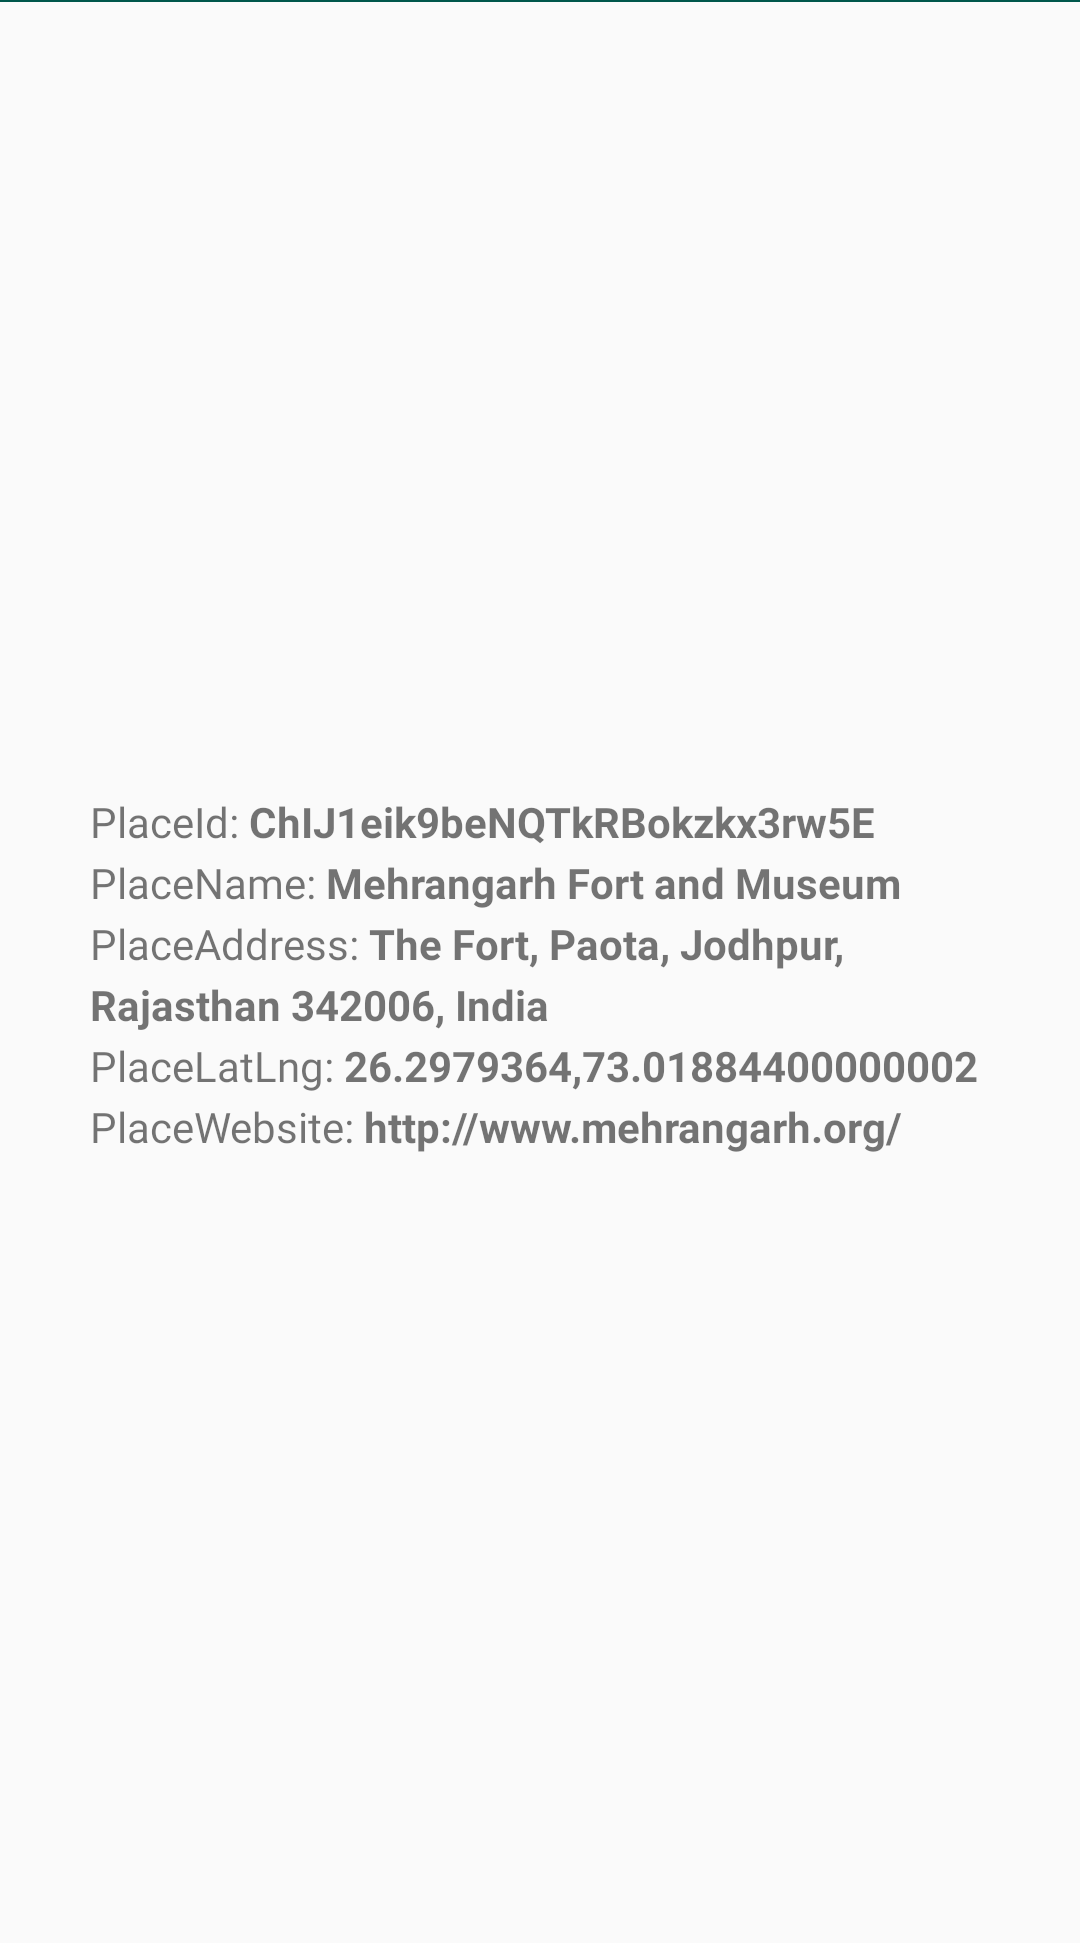 PlaceId: ChIJ1eik9beNQTkRBokzkx3rw5E
PlaceName: Mehrangarh Fort and Museum
PlaceAddress: The Fort, Paota, Jodhpur,
Rajasthan 342006, India
PlaceLatLng: 26.2979364,73.01884400000002
PlaceWebsite: http://www.mehrangarh.org/